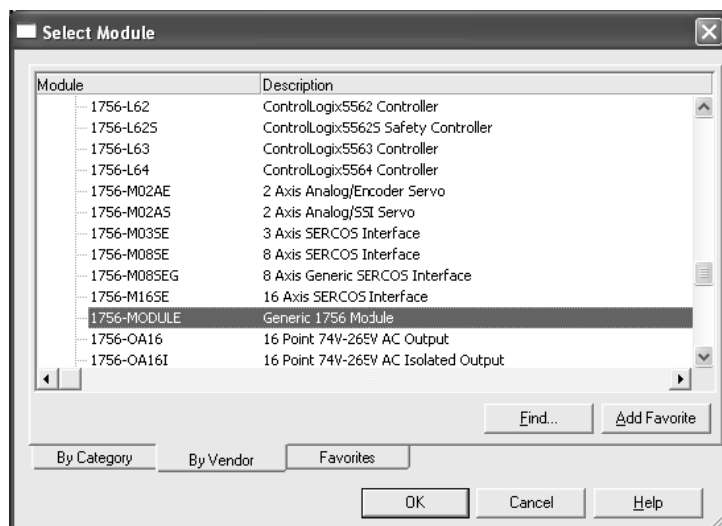 Select Module
Module Description
1756-L62 ControlLogix5562 Controller
1756-L62S ControlLogix5562S Safety Controller
1756-L63 ControlLogix5563 Controller
1756-L64 ControlLogix5564 Controller
1756-M02AE 2 Axis Analog/Encoder Servo
1756-M02AS 2 Axis Analog/SSI Servo
1756-M03SE 3 Axis SERCOS Interface
1756-M08SE 8 Axis SERCOS Interface
1756-M08SEG 8 Axis Generic SERCOS Interface
1756-M16SE 16 Axis SERCOS Interface
1756-MODULE Generic 1756 Module
1756-OA16 16 Point 74V-265V AC Output
1756-OA16I 16 Point 74V-265V AC Isolated Output
Find... Add Favorite
By Category By Vendor Favorites
OK Cancel Help